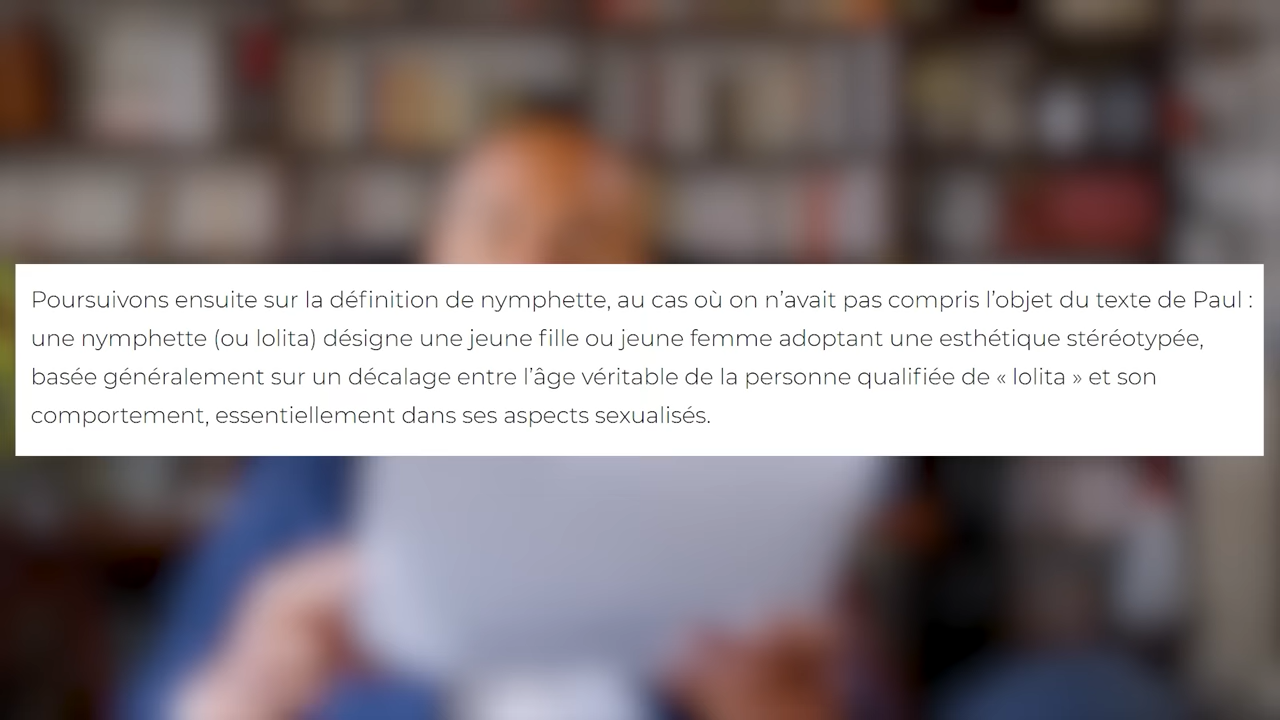 Poursuivons ensuite sur la définition de nymphette, au cas où on n’avait pas compris l’objet du texte de Paul :
une nymphette (ou lolita) désigne une jeune fille ou jeune femme adoptant une esthétique stéréotypée,
basée généralement sur un décalage entre l’âge véritable de la personne qualifiée de « lolita » et son
comportement, essentiellement dans ses aspects sexualisés.